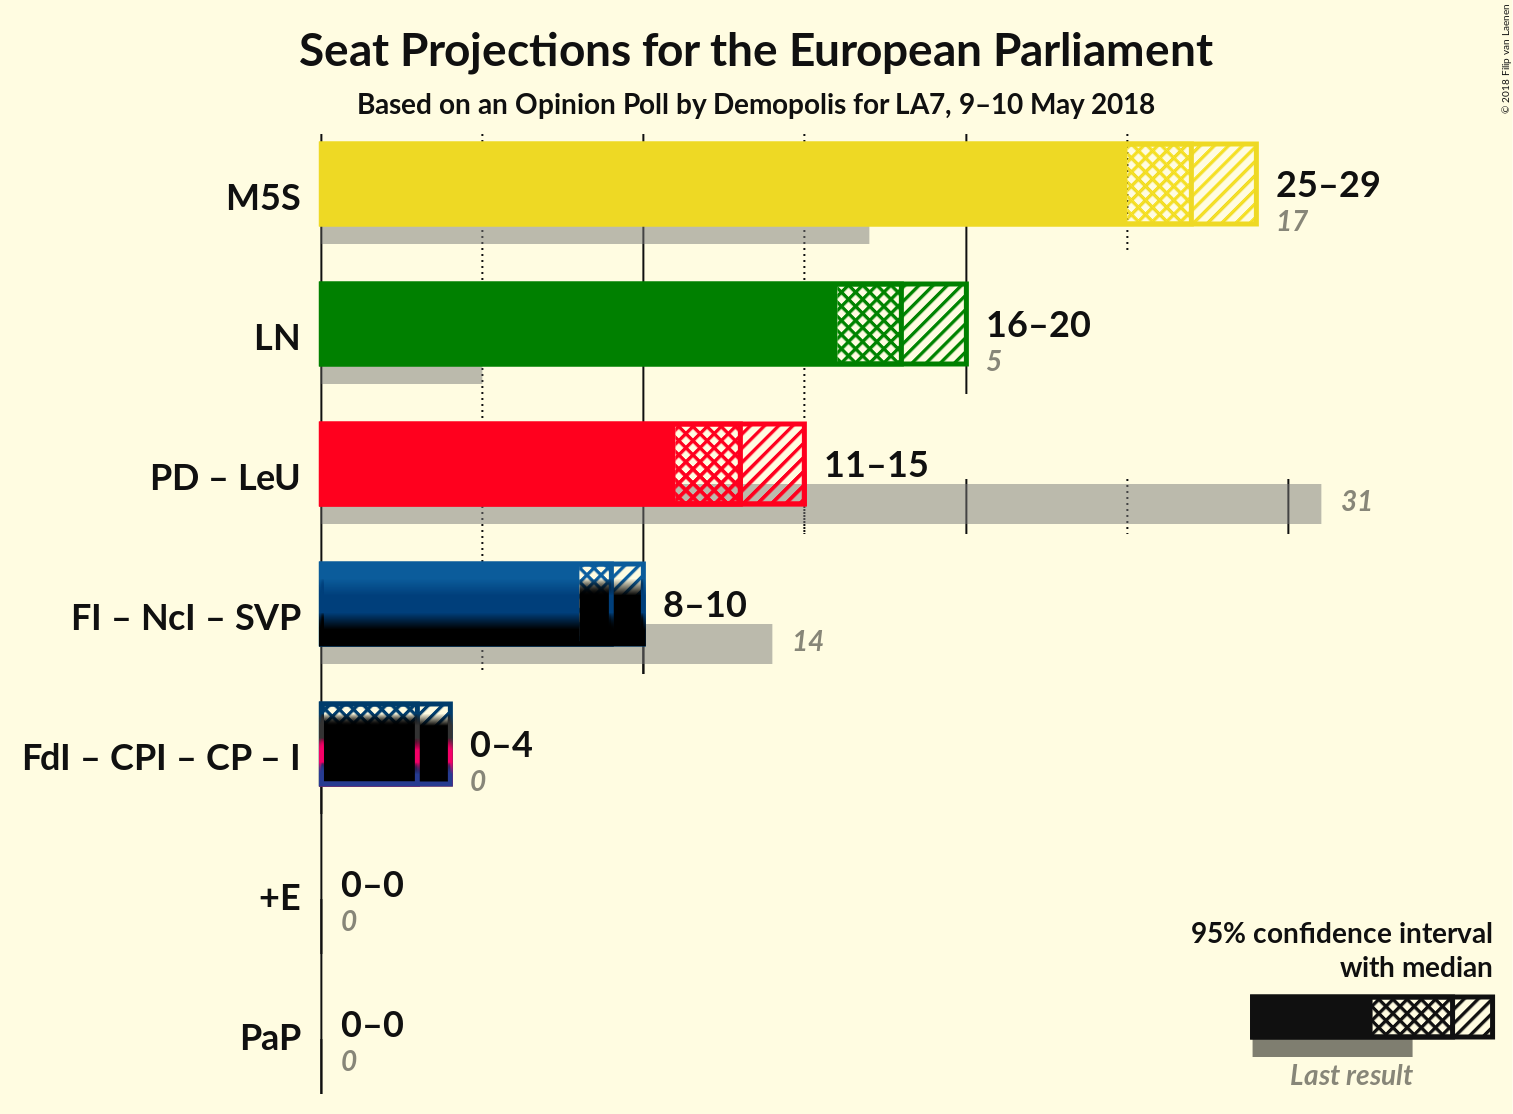 Seat Projections for the European Parliament
Based on an Opinion Poll by Demopolis for LA7, 9–10 May 2018
© 2018 Filip van Laenen
M5S
25–29
17
LN
16–20
5
PD – LeU
11–15
31
FI – NcI – SVP
8–10
14
FdI – CPI – CP – I
0–4
0
+E
0–0
0
PaP
0–0
0
95% confidence interval
with median
Last result